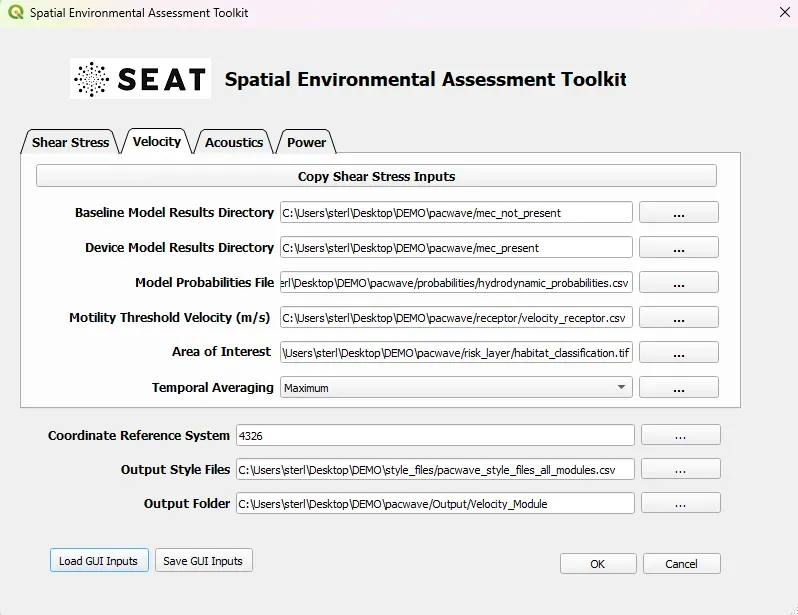 Spatial Environmental Assessment Toolkit
SEAT Spatial Environmental Assessment Toolkit
Shear Stress Velocity Acoustics Power
Copy Shear Stress Inputs
Baseline Model Results Directory C:\Users\sterl\Desktop\DEMO\pacwave/mec_not_present ...
Device Model Results Directory C:\Users\sterl\Desktop\DEMO\pacwave/mec_present ...
Model Probabilities File erl\Desktop\DEMO\pacwave/probabilities/hydrodynamic_probabilities.csv ...
Motility Threshold Velocity (m/s) C:\Users\sterl\Desktop\DEMO\pacwave/receptor/velocity_receptor.csv ...
Area of Interest \Users\sterl\Desktop\DEMO\pacwave/risk_layer/habitat_classification.tif ...
Temporal Averaging Maximum ...
Coordinate Reference System 4326 ...
Output Style Files C:\Users\sterl\Desktop\DEMO\style_files/pacwave_style_files_all_modules.csv ...
Output Folder C:\Users\sterl\Desktop\DEMO\pacwave/Output/Velocity_Module ...
Load GUI Inputs Save GUI Inputs OK Cancel